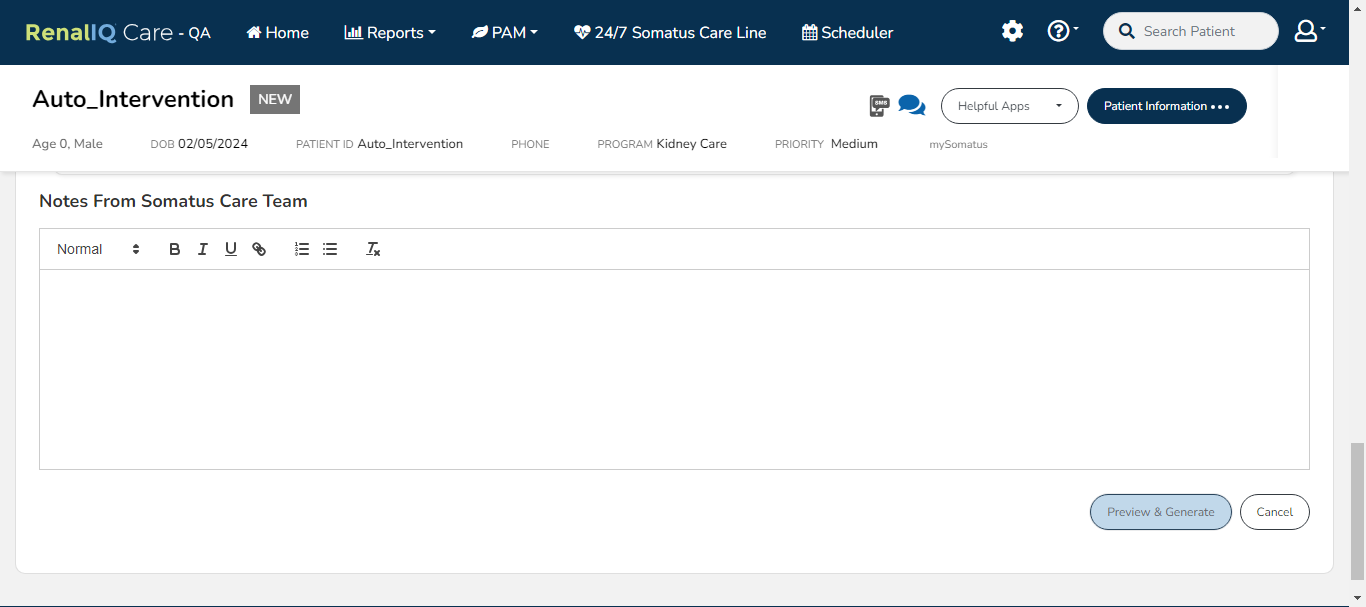 RenalIQ Care - QA Home Reports PAM 24/7 Somatus Care Line Scheduler Search Patient
Auto_Intervention NEW SMS Helpful Apps Patient Information
Age 0, Male DOB 02/05/2024 PATIENT ID Auto_Intervention PHONE PROGRAM Kidney Care PRIORITY Medium mySomatus
Notes From Somatus Care Team
Normal B I U
Preview & Generate Cancel